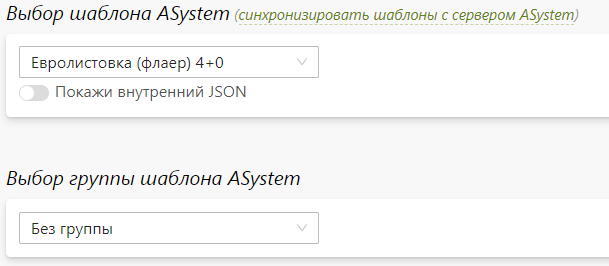 Выбор шаблона ASystem (синхронизировать шаблоны с сервером ASystem)
Евролистовка (флаер) 4+0
Покажи внутренний JSON
Выбор группы шаблона ASystem
Без группы